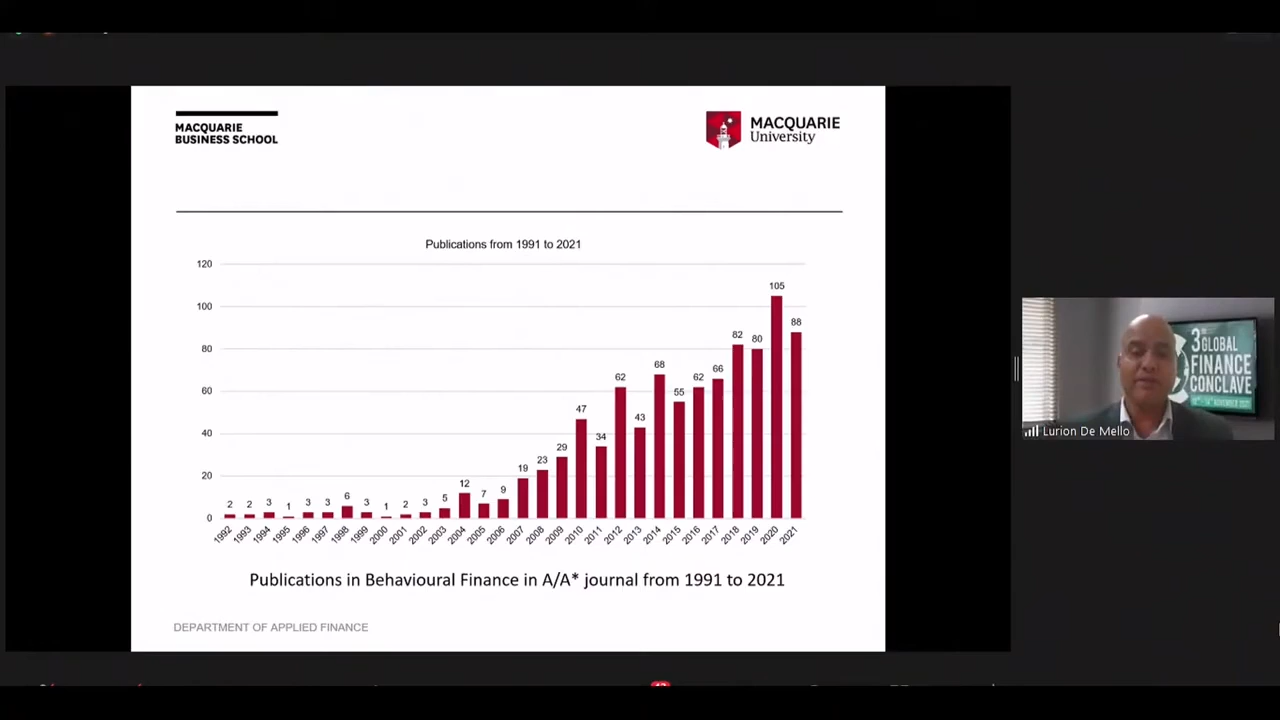 MACQUARIE
BUSINESS SCHOOL
MACQUARIE
University
Publications from 1991 to 2021
120
100
80
60
40
20
0
2 2 3 1 3 3 6 3 1 2 3 5 12 7 9 19 23 29 47 34 62 43 68 55 62 66 82 80 105 88
1992 1993 1994 1995 1996 1997 1998 1999 2000 2001 2002 2003 2004 2005 2006 2007 2008 2009 2010 2011 2012 2013 2014 2015 2016 2017 2018 2019 2020 2021
Publications in Behavioural Finance in A/A* journal from 1991 to 2021
DEPARTMENT OF APPLIED FINANCE
3
GLOBAL
FINANCE
CONCLAVE
Lurion De Mello